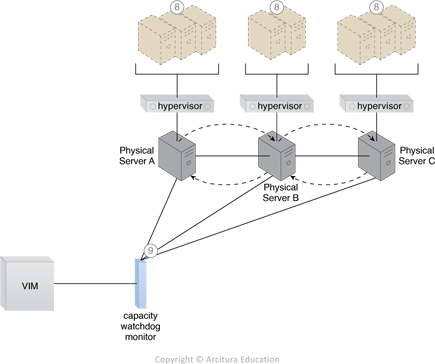 8
8
8
hypervisor
hypervisor
hypervisor
Physical
Server A
Physical
Server B
Physical
Server C
9
VIM
capacity
watchdog
monitor
Copyright © Arcitura Education